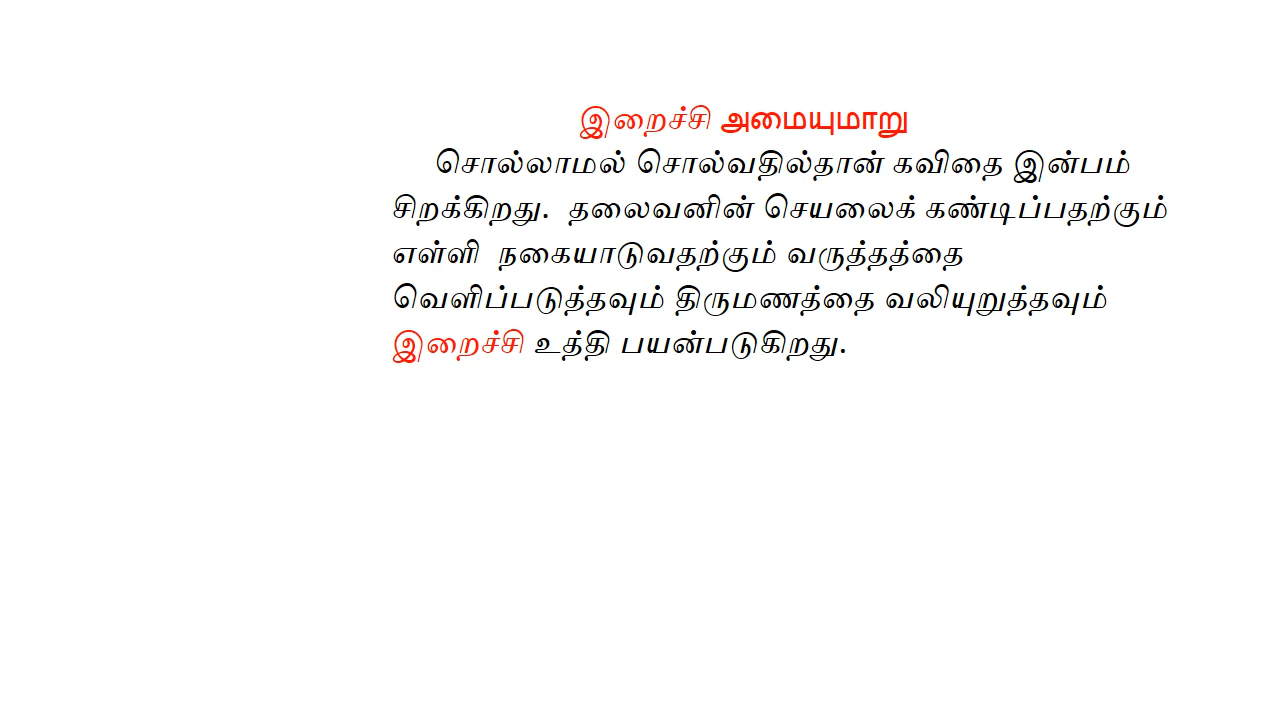 இறைச்சி அமையுமாறு
சொல்லாமல் சொல்வதில்தான் கவிதை இன்பம்
சிறக்கிறது. தலைவனின் செயலைக் கண்டிப்பதற்கும்
எள்ளி நகையாடுவதற்கும் வருத்தத்தை
வெளிப்படுத்தவும் திருமணத்தை வலியுறுத்தவும்
இறைச்சி உத்தி பயன்படுகிறது.